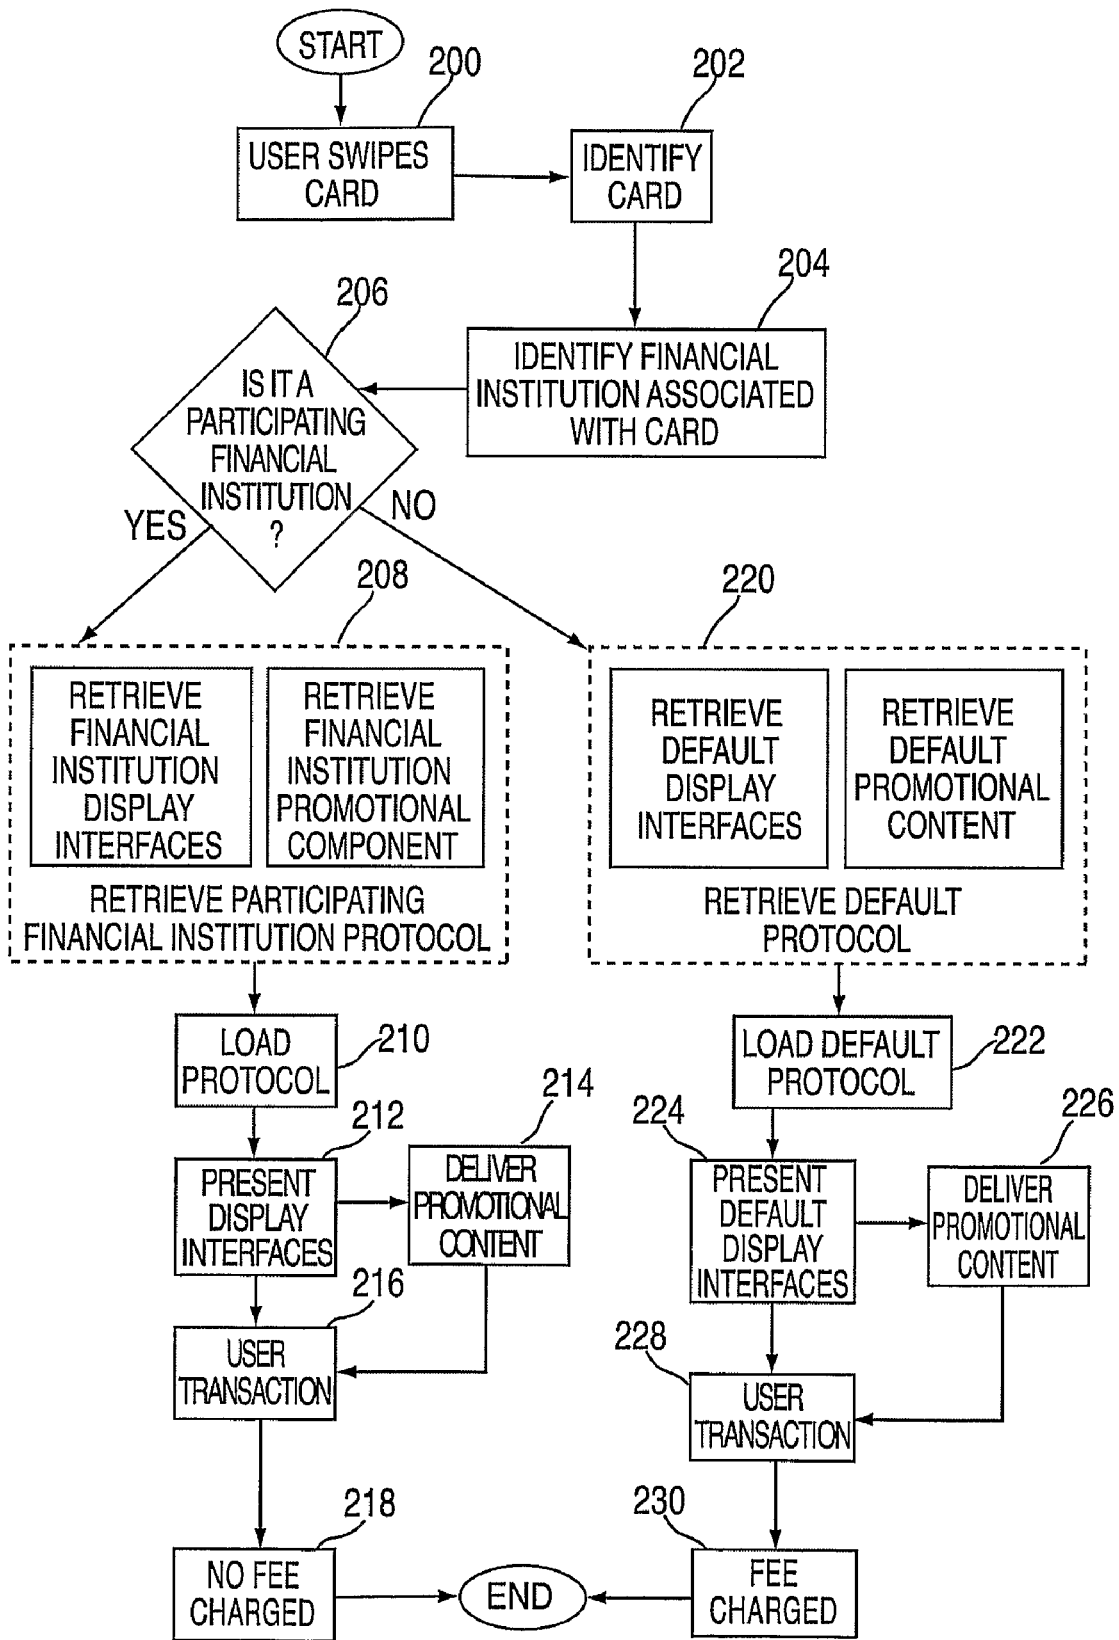 START
200
USER SWIPES
CARD
202
IDENTIFY
CARD
204
IDENTIFY FINANCIAL
INSTITUTION ASSOCIATED
WITH CARD
206
IS IT A
PARTICIPATING
FINANCIAL
INSTITUTION
?
YES
NO
208
RETRIEVE
FINANCIAL
INSTITUTION
DISPLAY
INTERFACES
RETRIEVE
FINANCIAL
INSTITUTION
PROMOTIONAL
COMPONENT
RETRIEVE PARTICIPATING
FINANCIAL INSTITUTION PROTOCOL
220
RETRIEVE
DEFAULT
DISPLAY
INTERFACES
RETRIEVE
DEFAULT
PROMOTIONAL
CONTENT
RETRIEVE DEFAULT
PROTOCOL
LOAD
PROTOCOL
210
212
PRESENT
DISPLAY
INTERFACES
214
DELIVER
PROMOTIONAL
CONTENT
216
USER
TRANSACTION
218
NO FEE
CHARGED
LOAD DEFAULT
PROTOCOL
222
224
PRESENT
DEFAULT
DISPLAY
INTERFACES
226
DELIVER
PROMOTIONAL
CONTENT
228
USER
TRANSACTION
230
FEE
CHARGED
END